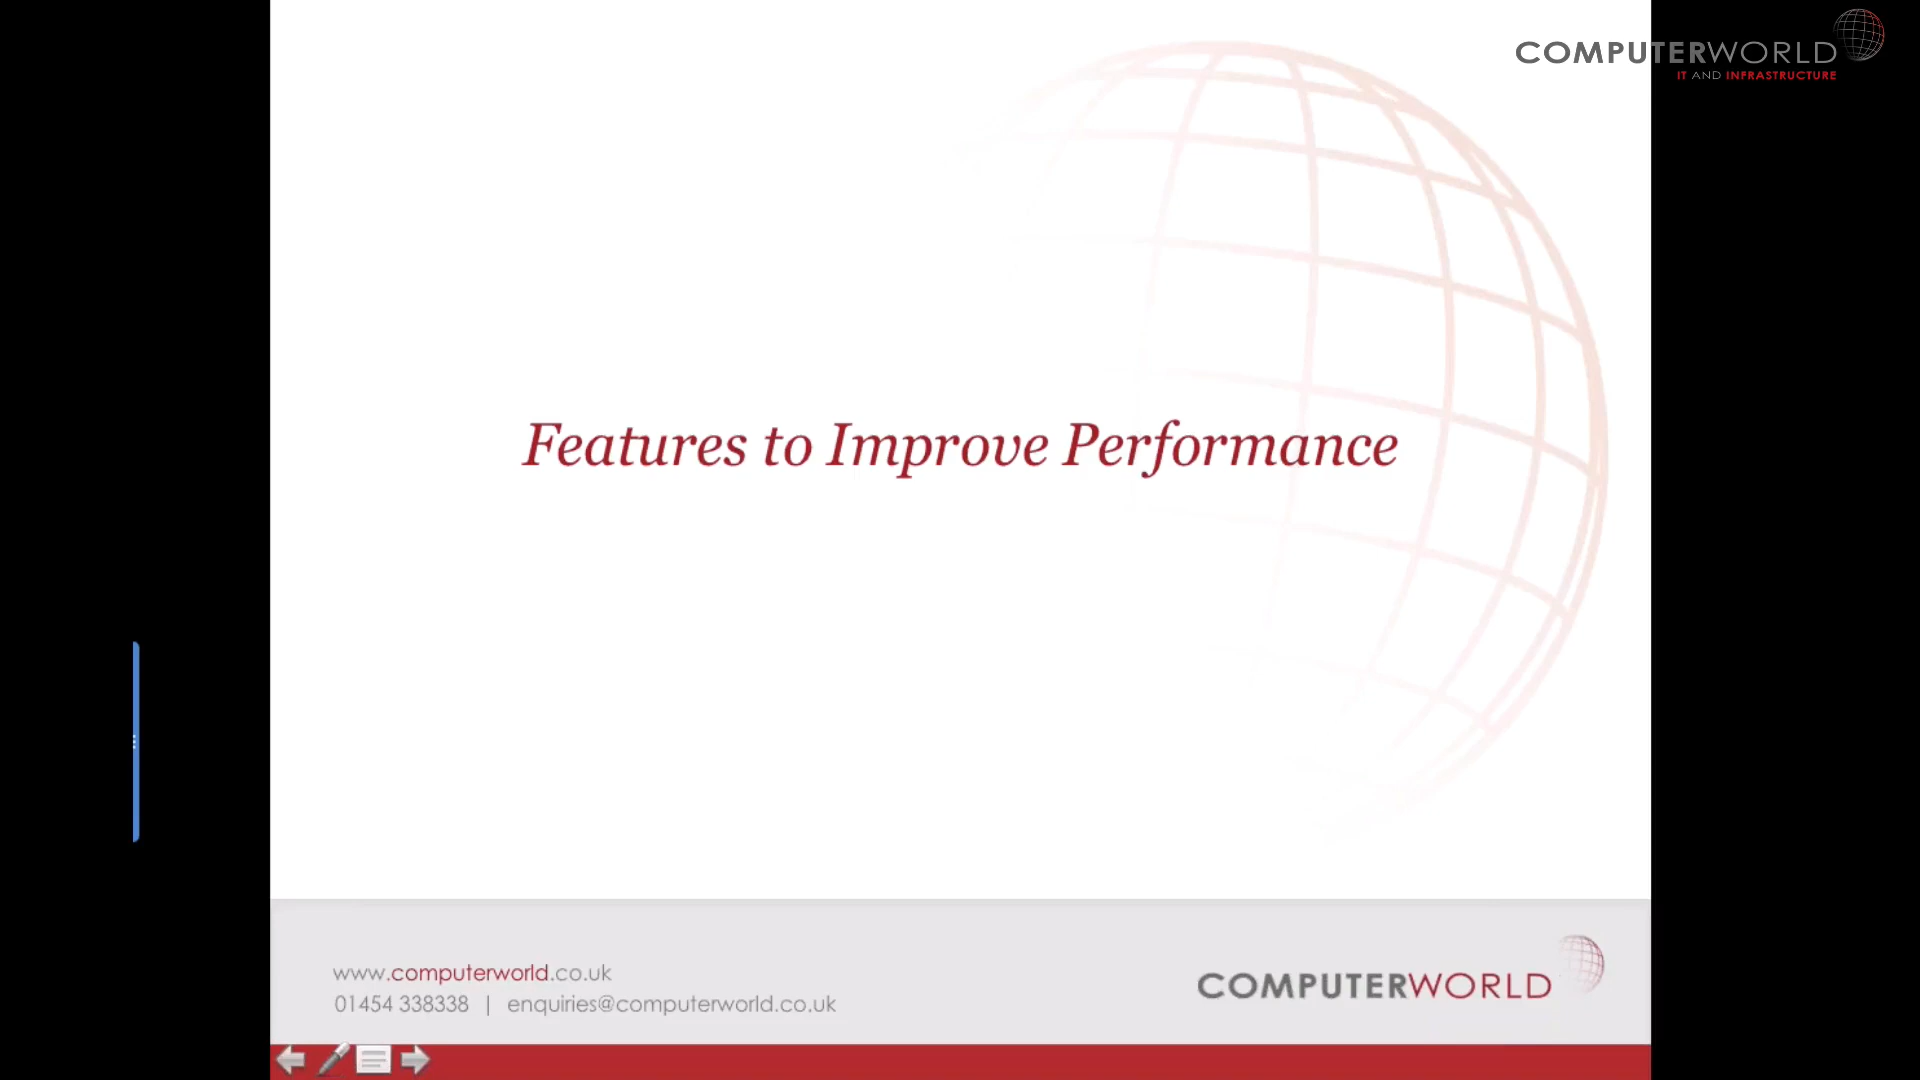 COMPUTERWORLD
IT AND INFRASTRUCTURE
Features to Improve Performance
www.computerworld.co.uk
01454 338338 | enquiries@computerworld.co.uk
COMPUTERWORLD